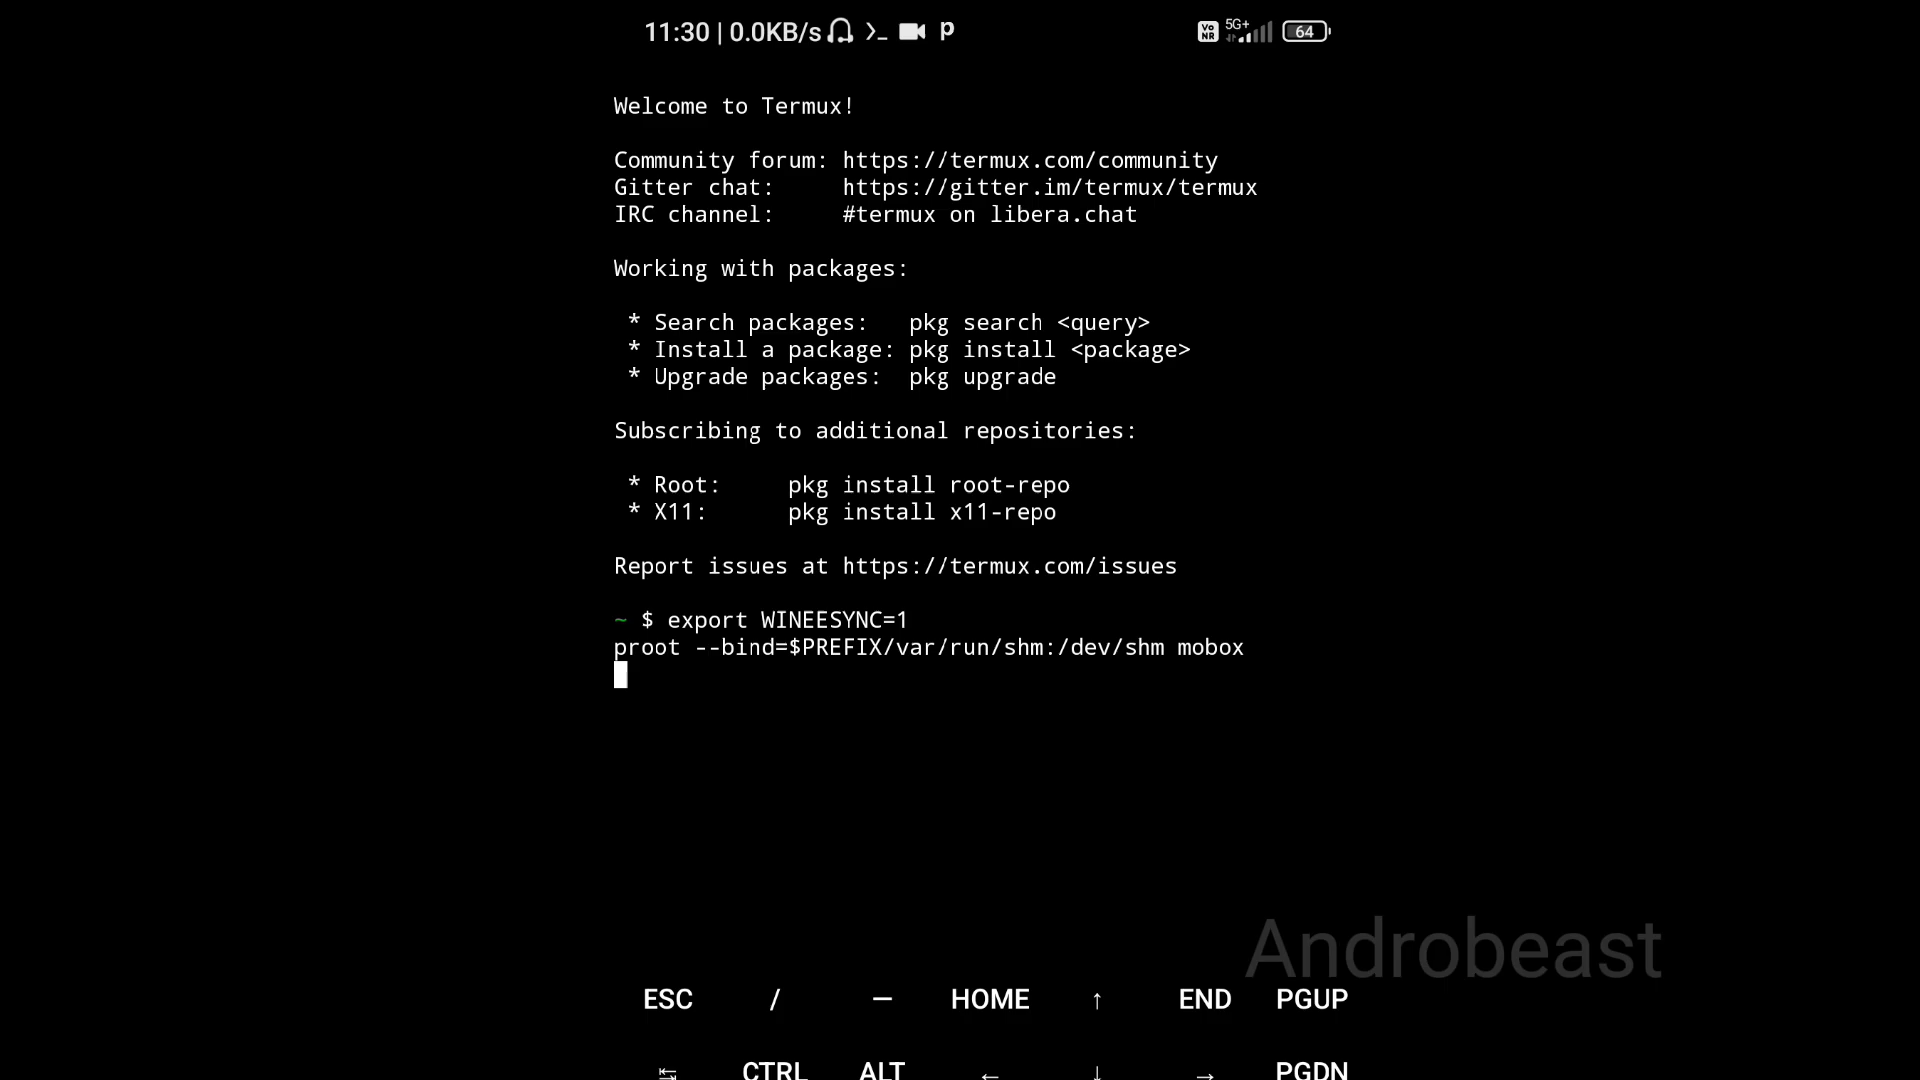 11:30 | 0.0KB/s p Vo NR 5G+ 64
Welcome to Termux!
Community forum: https://termux.com/community
Gitter chat: https://gitter.im/termux/termux
IRC channel: #termux on libera.chat
Working with packages:
* Search packages: pkg search <query>
* Install a package: pkg install <package>
* Upgrade packages: pkg upgrade
Subscribing to additional repositories:
* Root: pkg install root-repo
* X11: pkg install x11-repo
Report issues at https://termux.com/issues
~ $ export WINEESYNC=1
proot --bind=$PREFIX/var/run/shm:/dev/shm mobox
Androbeast
ESC / — HOME ↑ END PGUP
↹ CTRL ALT ← ↓ → PGDN